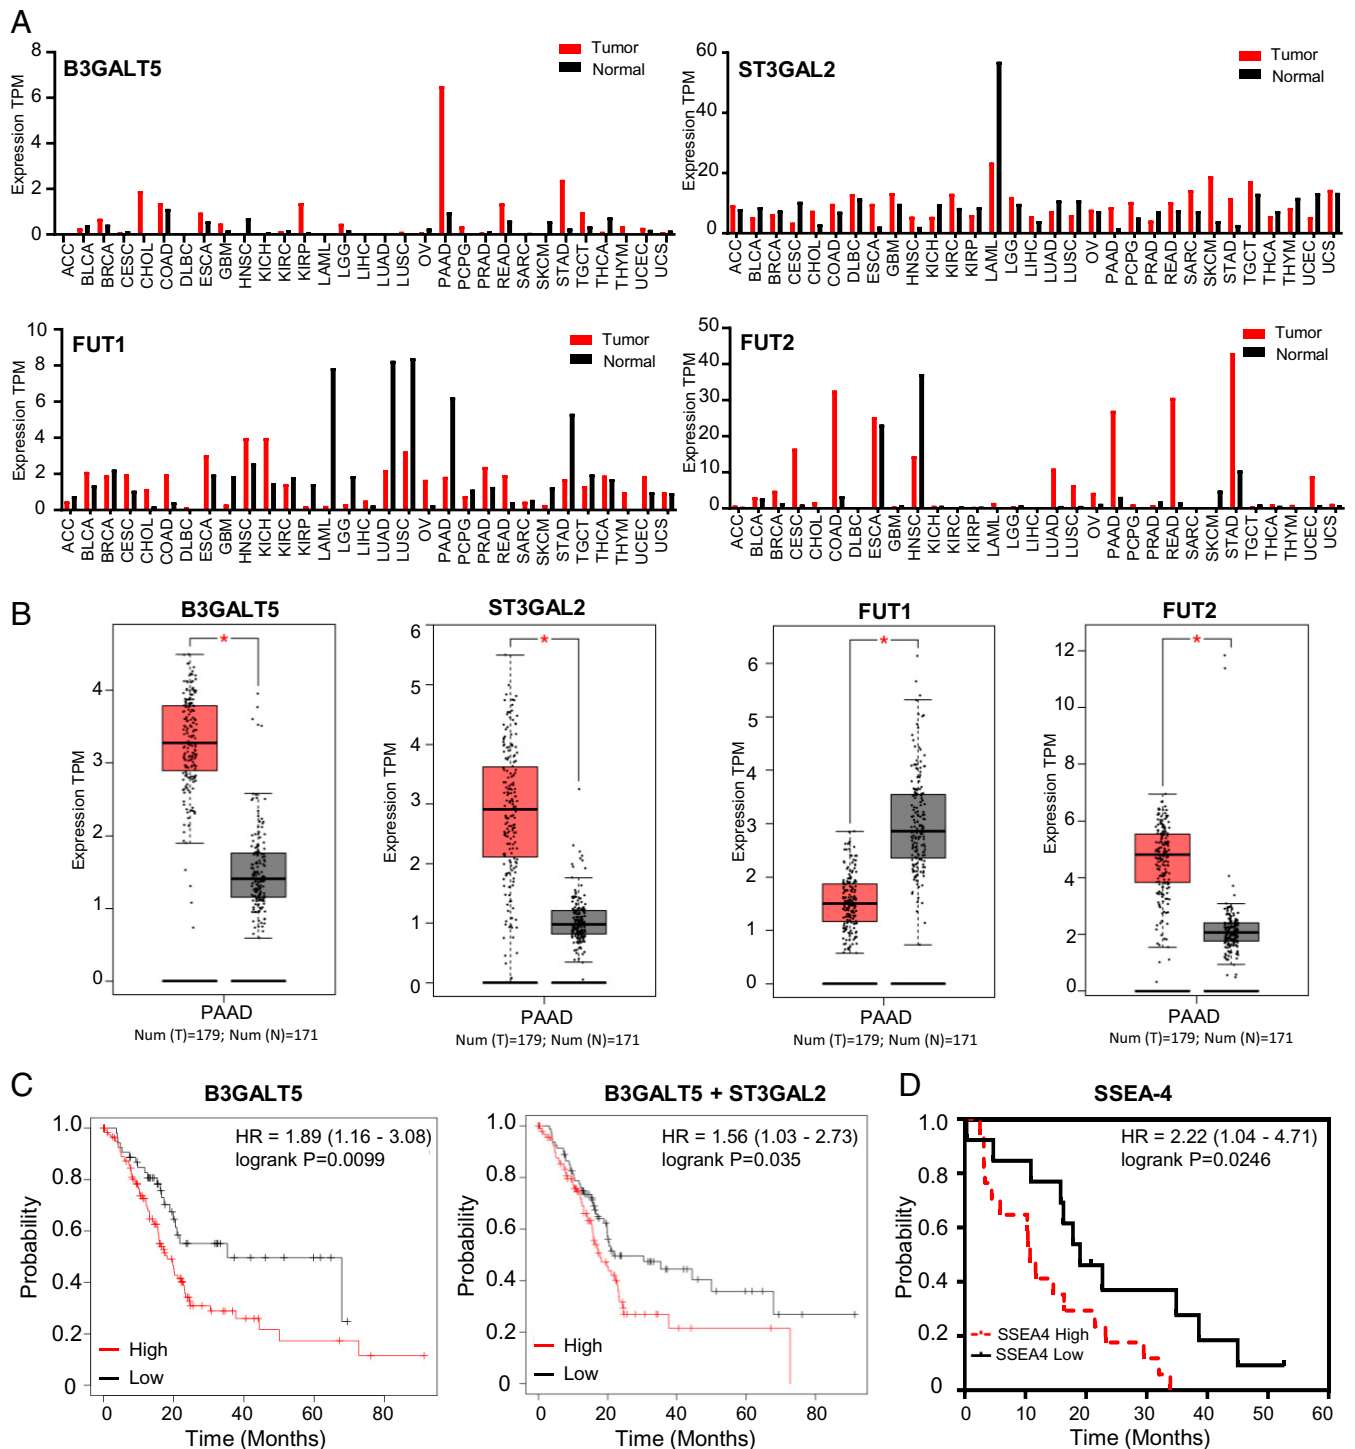 A
B3GALT5
Expression TPM
8
6
4
2
0
Tumor
Normal
ACC BLCA BRCA CESC CHOL COAD DLBC ESCA GBM HNSC KICH KIRC KIRP LAML LGG LIHC LUAD LUSC OV PAAD PCPG PRAD READ SARC SKCM STAD TGCT THCA THYM UCEC UCS
ST3GAL2
Expression TPM
60
40
20
0
Tumor
Normal
ACC BLCA BRCA CESC CHOL COAD DLBC ESCA GBM HNSC KICH KIRC KIRP LAML LGG LIHC LUAD LUSC OV PAAD PCPG PRAD READ SARC SKCM STAD TGCT THCA THYM UCEC UCS
FUT1
Expression TPM
10
8
6
4
2
0
Tumor
Normal
ACC BLCA BRCA CESC CHOL COAD DLBC ESCA GBM HNSC KICH KIRC KIRP LAML LGG LIHC LUAD LUSC OV PAAD PCPG PRAD READ SARC SKCM STAD TGCT THCA THYM UCEC UCS
FUT2
Expression TPM
50
40
30
20
10
0
Tumor
Normal
ACC BLCA BRCA CESC CHOL COAD DLBC ESCA GBM HNSC KICH KIRC KIRP LAML LGG LIHC LUAD LUSC OV PAAD PCPG PRAD READ SARC SKCM STAD TGCT THCA THYM UCEC UCS
B
B3GALT5
Expression TPM
4
3
2
1
0
*
PAAD
Num (T)=179; Num (N)=171
ST3GAL2
Expression TPM
6
5
4
3
2
1
0
*
PAAD
Num (T)=179; Num (N)=171
FUT1
Expression TPM
6
5
4
3
2
1
0
*
PAAD
Num (T)=179; Num (N)=171
FUT2
Expression TPM
12
10
8
6
4
2
0
*
PAAD
Num (T)=179; Num (N)=171
C
B3GALT5
HR = 1.89 (1.16 - 3.08)
logrank P=0.0099
Probability
1.0
0.8
0.6
0.4
0.2
0
High
Low
0 20 40 60 80
Time (Months)
B3GALT5 + ST3GAL2
HR = 1.56 (1.03 - 2.73)
logrank P=0.035
Probability
1.0
0.8
0.6
0.4
0.2
0
High
Low
0 20 40 60 80
Time (Months)
D
SSEA-4
HR = 2.22 (1.04 - 4.71)
logrank P=0.0246
Probability
1.0
0.8
0.6
0.4
0.2
0
SSEA4 High
SSEA4 Low
0 10 20 30 40 50 60
Time (Months)